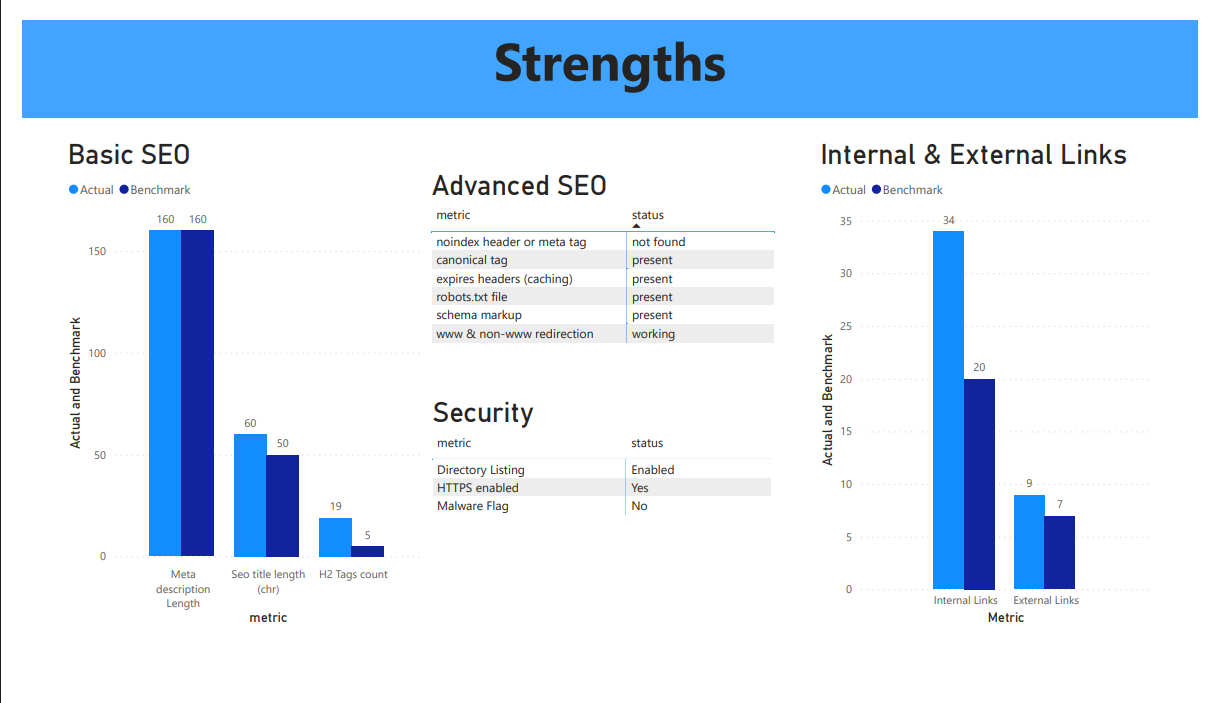 Strengths
Basic SEO
Actual Benchmark
160 160
150
100
50
0
60
50
19
5
Actual and Benchmark
Meta description Length
Seo title length (chr)
H2 Tags count
metric
Advanced SEO
metric status
noindex header or meta tag not found
canonical tag present
expires headers (caching) present
robots.txt file present
schema markup present
www & non-www redirection working
Security
metric status
Directory Listing Enabled
HTTPS enabled Yes
Malware Flag No
Internal & External Links
Actual Benchmark
35
30
25
20
15
10
5
0
34
20
9
7
Actual and Benchmark
Internal Links External Links
Metric